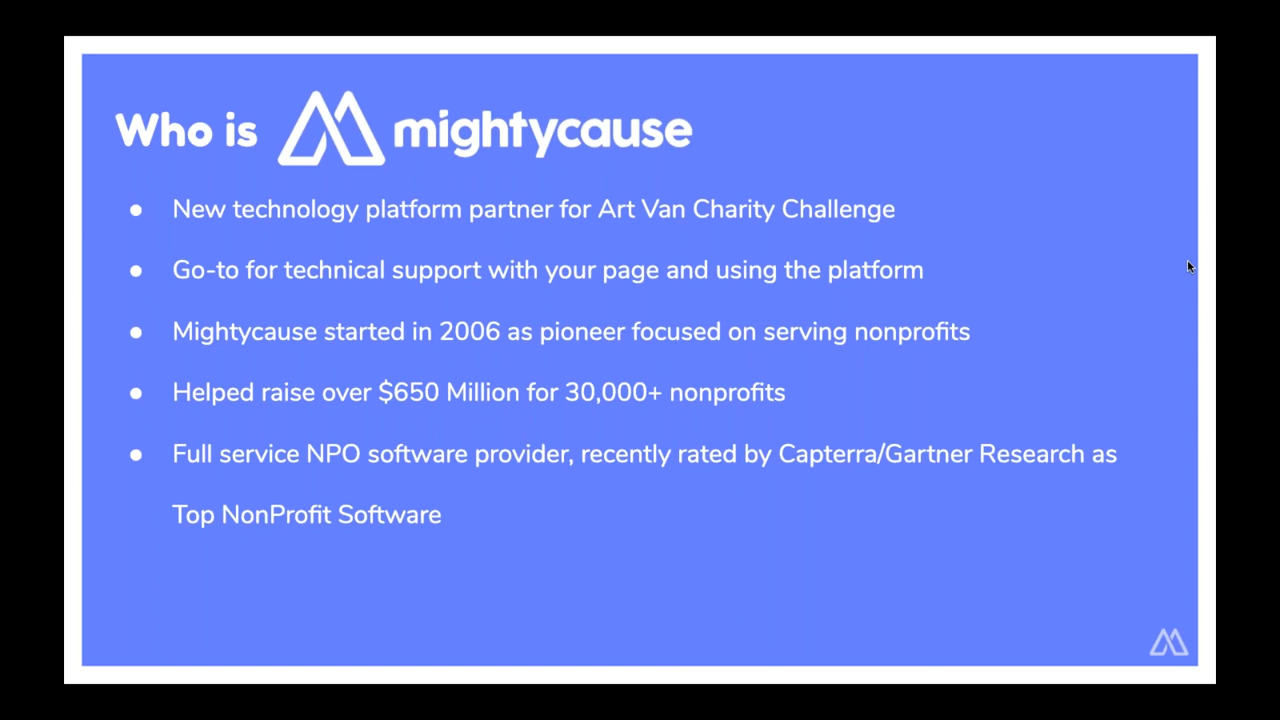 Who is mightycause
● New technology platform partner for Art Van Charity Challenge
● Go-to for technical support with your page and using the platform
● Mightycause started in 2006 as pioneer focused on serving nonprofits
● Helped raise over $650 Million for 30,000+ nonprofits
● Full service NPO software provider, recently rated by Capterra/Gartner Research as
Top NonProfit Software